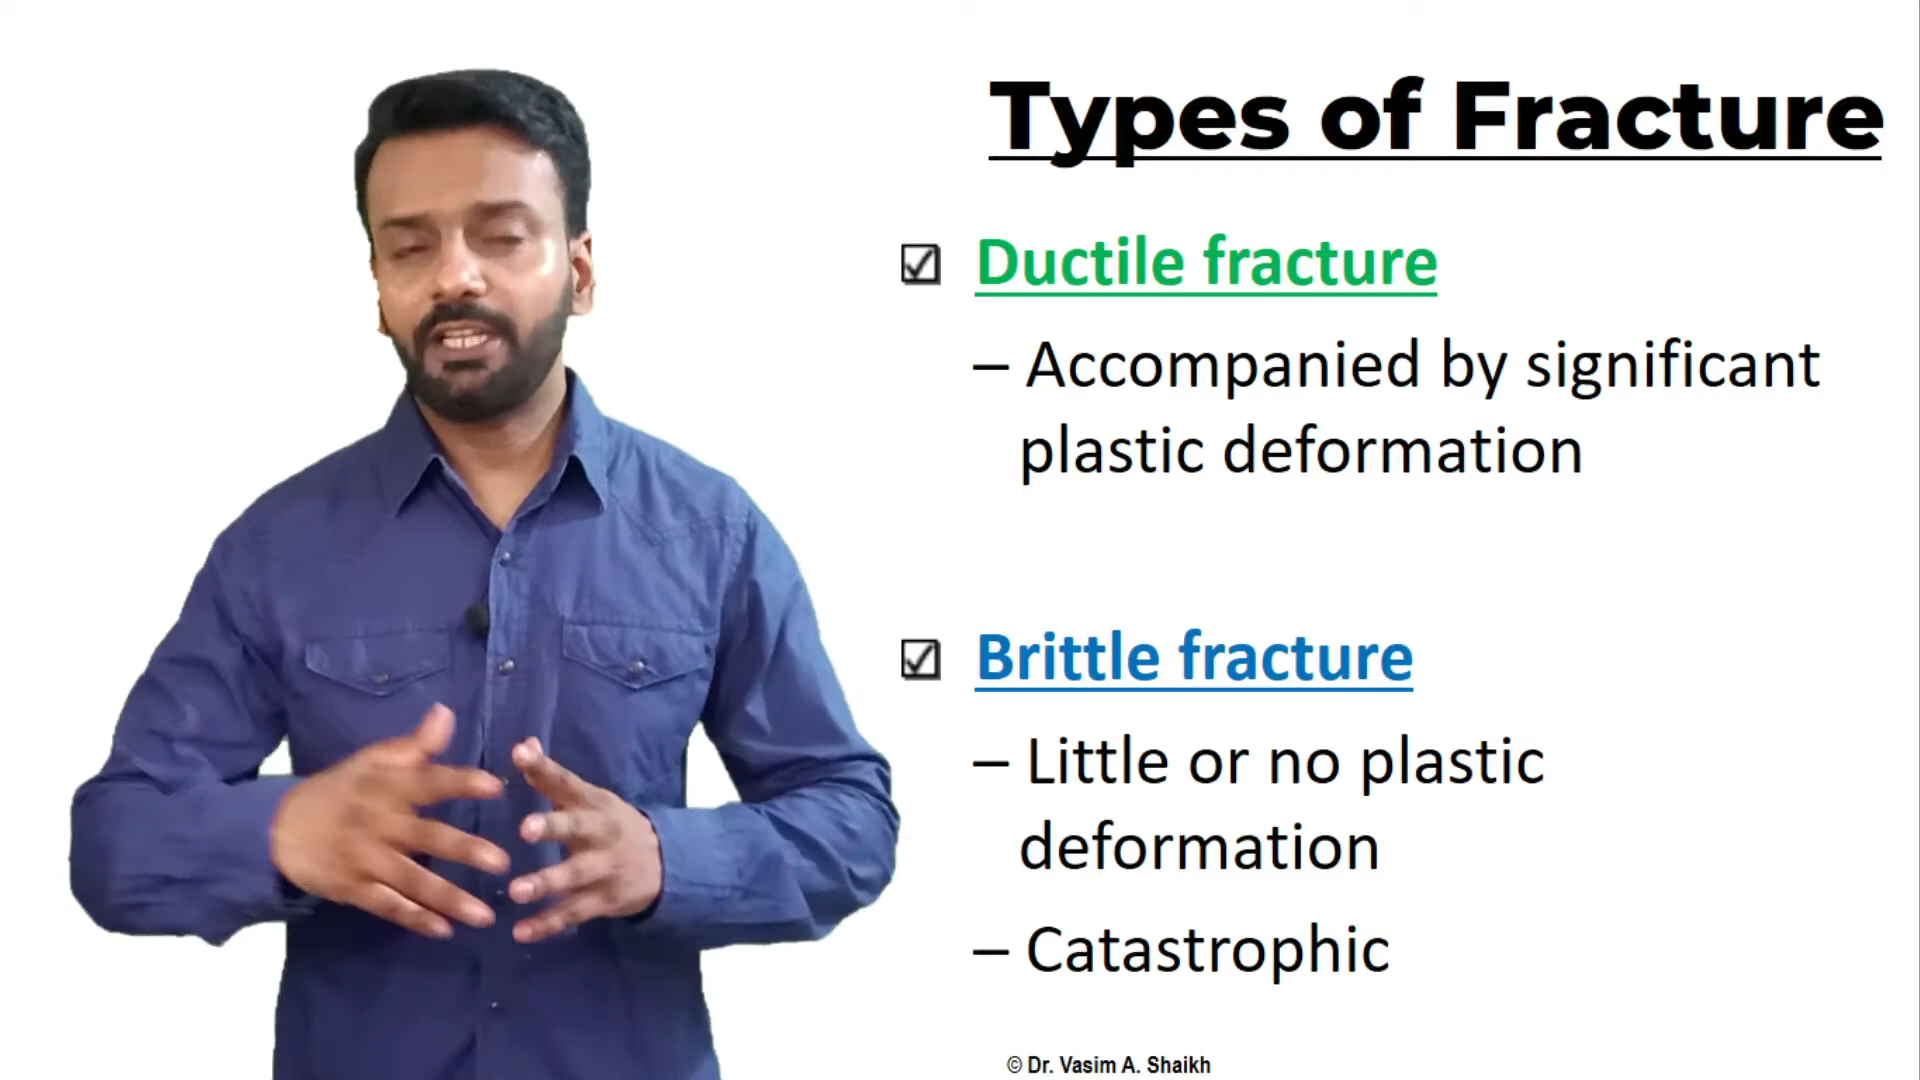 Types of Fracture
Ductile fracture
– Accompanied by significant
plastic deformation
Brittle fracture
– Little or no plastic
deformation
– Catastrophic
© Dr. Vasim A. Shaikh